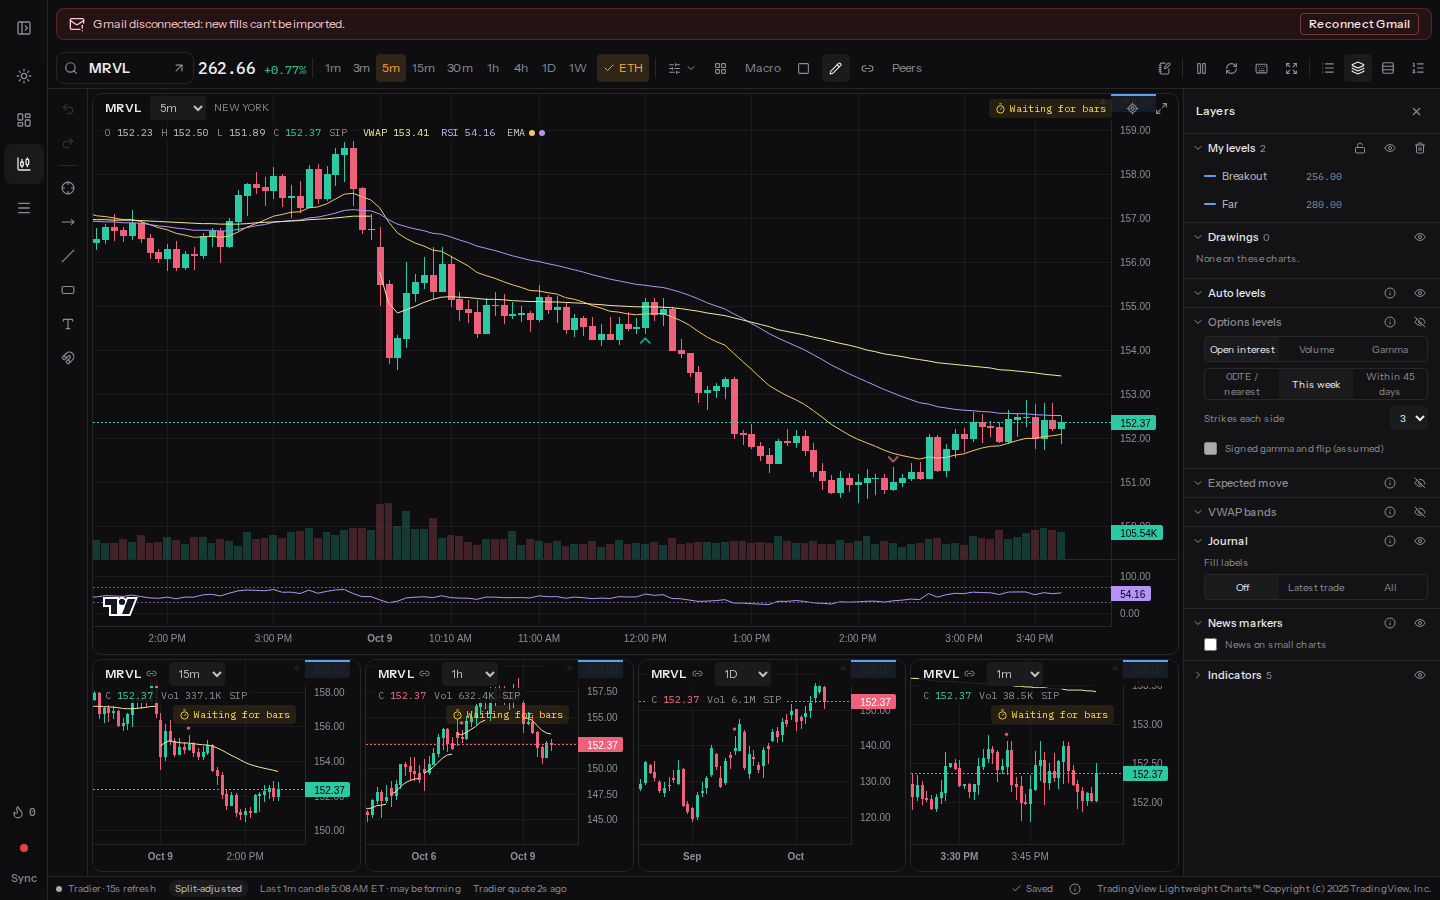 Gmail disconnected: new fills can't be imported.
Reconnect Gmail
MRVL 262.66 +0.77% 1m 3m 5m 15m 30m 1h 4h 1D 1W ETH Macro Peers
MRVL 5m NEW YORK Waiting for bars
O 152.23 H 152.50 L 151.89 C 152.37 SIP VWAP 153.41 RSI 54.16 EMA
159.00
158.00
157.00
156.00
155.00
154.00
153.00
152.37
152.00
151.00
105.54K
100.00
54.16
0.00
2:00 PM 3:00 PM Oct 9 10:10 AM 11:00 AM 12:00 PM 1:00 PM 2:00 PM 3:00 PM 3:40 PM
MRVL 15m
C 152.37 Vol 337.1K SIP
Waiting for bars
158.00
156.00
154.00
152.37
150.00
Oct 9 2:00 PM
MRVL 1h
C 152.37 Vol 632.4K SIP
Waiting for bars
157.50
155.00
152.37
150.00
147.50
145.00
Oct 6 Oct 9
MRVL 1D
C 152.37 Vol 6.1M SIP
152.37
150.00
140.00
130.00
120.00
Sep Oct
MRVL 1m
C 152.37 Vol 38.5K SIP
Waiting for bars
153.00
152.50
152.37
152.00
3:30 PM 3:45 PM
Layers
My levels 2
Breakout 256.00
Far 280.00
Drawings 0
None on these charts.
Auto levels
Options levels
Open interest Volume Gamma
0DTE / nearest This week Within 45 days
Strikes each side 3
Signed gamma and flip (assumed)
Expected move
VWAP bands
Journal
Fill labels
Off Latest trade All
News markers
News on small charts
Indicators 5
0
Sync
Tradier · 15s refresh Split-adjusted Last 1m candle 5:08 AM ET · may be forming Tradier quote 2s ago
Saved TradingView Lightweight Charts™ Copyright (c) 2025 TradingView, Inc.